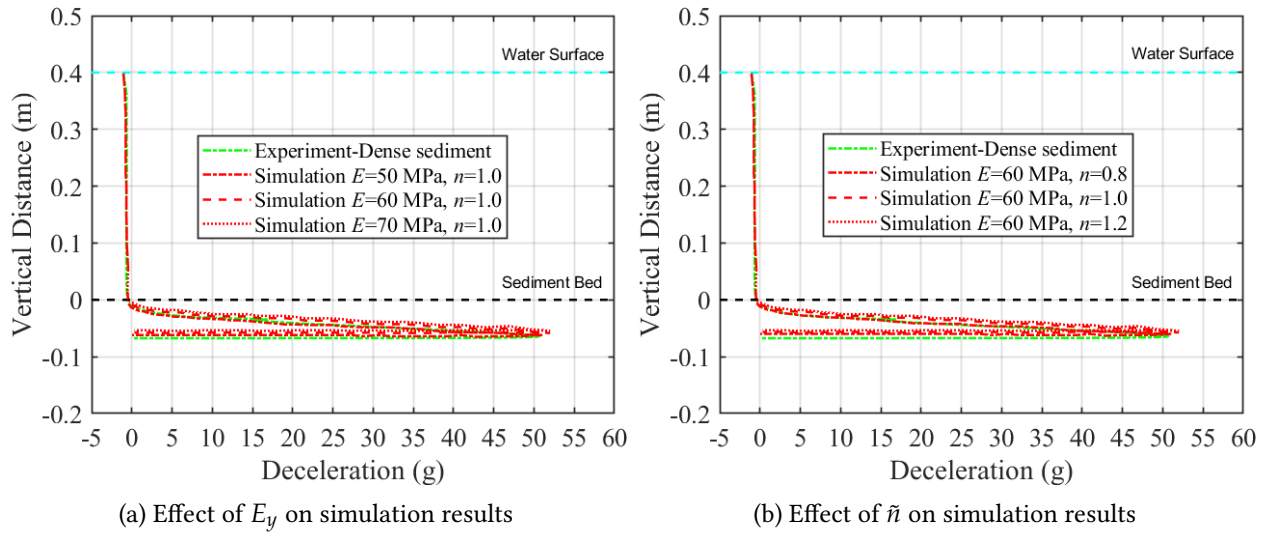 0.5
0.4
0.3
0.2
0.1
0
-0.1
-0.2
Vertical Distance (m)
Water Surface
Experiment-Dense sediment
Simulation E=50 MPa, n=1.0
Simulation E=60 MPa, n=1.0
Simulation E=70 MPa, n=1.0
Sediment Bed
-5 0 5 10 15 20 25 30 35 40 45 50 55 60
Deceleration (g)
(a) Effect of Ey on simulation results
0.5
0.4
0.3
0.2
0.1
0
-0.1
-0.2
Vertical Distance (m)
Water Surface
Experiment-Dense sediment
Simulation E=60 MPa, n=0.8
Simulation E=60 MPa, n=1.0
Simulation E=60 MPa, n=1.2
Sediment Bed
-5 0 5 10 15 20 25 30 35 40 45 50 55 60
Deceleration (g)
(b) Effect of ñ on simulation results